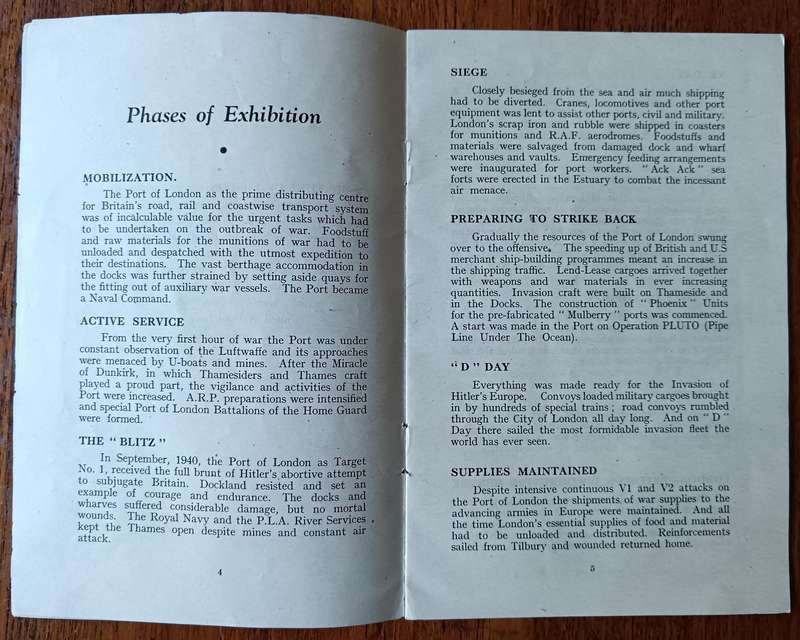 Phases of Exhibition
•
MOBILIZATION.
The Port of London as the prime distributing centre
for Britain's road, rail and coastwise transport system
was of incalculable value for the urgent tasks which had
to be undertaken on the outbreak of war. Foodstuff
and raw materials for the munitions of war had to be
unloaded and despatched with the utmost expedition to
their destinations. The vast berthage accommodation in
the docks was further strained by setting aside quays for
the fitting out of auxiliary war vessels. The Port became
a Naval Command.
ACTIVE SERVICE
From the very first hour of war the Port was under
constant observation of the Luftwaffe and its approaches
were menaced by U-boats and mines. After the Miracle
of Dunkirk, in which Thamesiders and Thames craft
played a proud part, the vigilance and activities of the
Port were increased. A.R.P. preparations were intensified
and special Port of London Battalions of the Home Guard
were formed.
THE "BLITZ"
In September, 1940, the Port of London as Target
No. 1, received the full brunt of Hitler's abortive attempt
to subjugate Britain. Dockland resisted and set an
example of courage and endurance. The docks and
wharves suffered considerable damage, but no mortal
wounds. The Royal Navy and the P.L.A. River Services
kept the Thames open despite mines and constant air
attack.
4
SIEGE
Closely besieged from the sea and air much shipping
had to be diverted. Cranes, locomotives and other port
equipment was lent to assist other ports, civil and military.
London's scrap iron and rubble were shipped in coasters
for munitions and R.A.F. aerodromes. Foodstuffs and
materials were salvaged from damaged dock and wharf
warehouses and vaults. Emergency feeding arrangements
were inaugurated for port workers. "Ack Ack" sea
forts were erected in the Estuary to combat the incessant
air menace.
PREPARING TO STRIKE BACK
Gradually the resources of the Port of London swung
over to the offensive. The speeding up of British and U.S
merchant ship-building programmes meant an increase in
the shipping traffic. Lend-Lease cargoes arrived together
with weapons and war materials in ever increasing
quantities. Invasion craft were built on Thameside and
in the Docks. The construction of "Phoenix" Units
for the pre-fabricated "Mulberry" ports was commenced.
A start was made in the Port on Operation PLUTO (Pipe
Line Under The Ocean).
"D" DAY
Everything was made ready for the Invasion of
Hitler's Europe. Convoys loaded military cargoes brought
in by hundreds of special trains; road convoys rumbled
through the City of London all day long. And on "D"
Day there sailed the most formidable invasion fleet the
world has ever seen.
SUPPLIES MAINTAINED
Despite intensive continuous V1 and V2 attacks on
the Port of London the shipments of war supplies to the
advancing armies in Europe were maintained. And all
the time London's essential supplies of food and material
had to be unloaded and distributed. Reinforcements
sailed from Tilbury and wounded returned home.
5